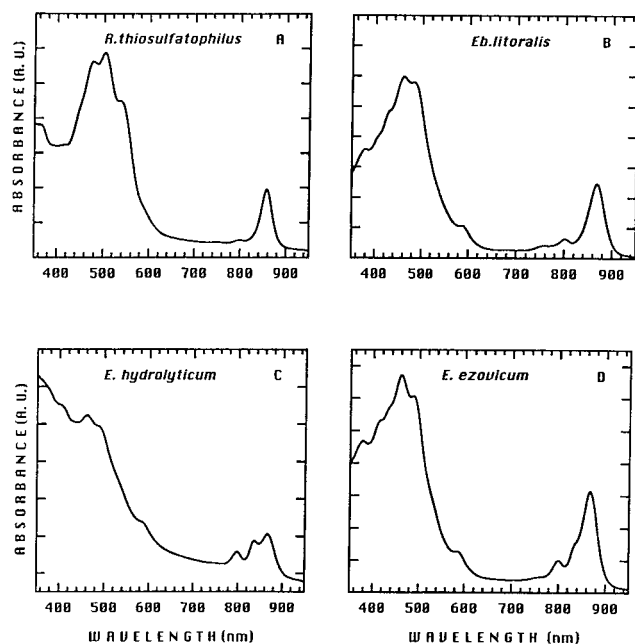 R.thiosulfatophilus A
Eb.litoralis B
ABSORBANCE(A. U.)
400 500 600 700 800 900
400 500 600 700 800 900
E. hydrolyticum C
E. ezovicum D
ABSORBANCE(A. U.)
400 500 600 700 800 900
400 500 600 700 800 900
WAVELENGTH(nm)
WAVELENGTH(nm)